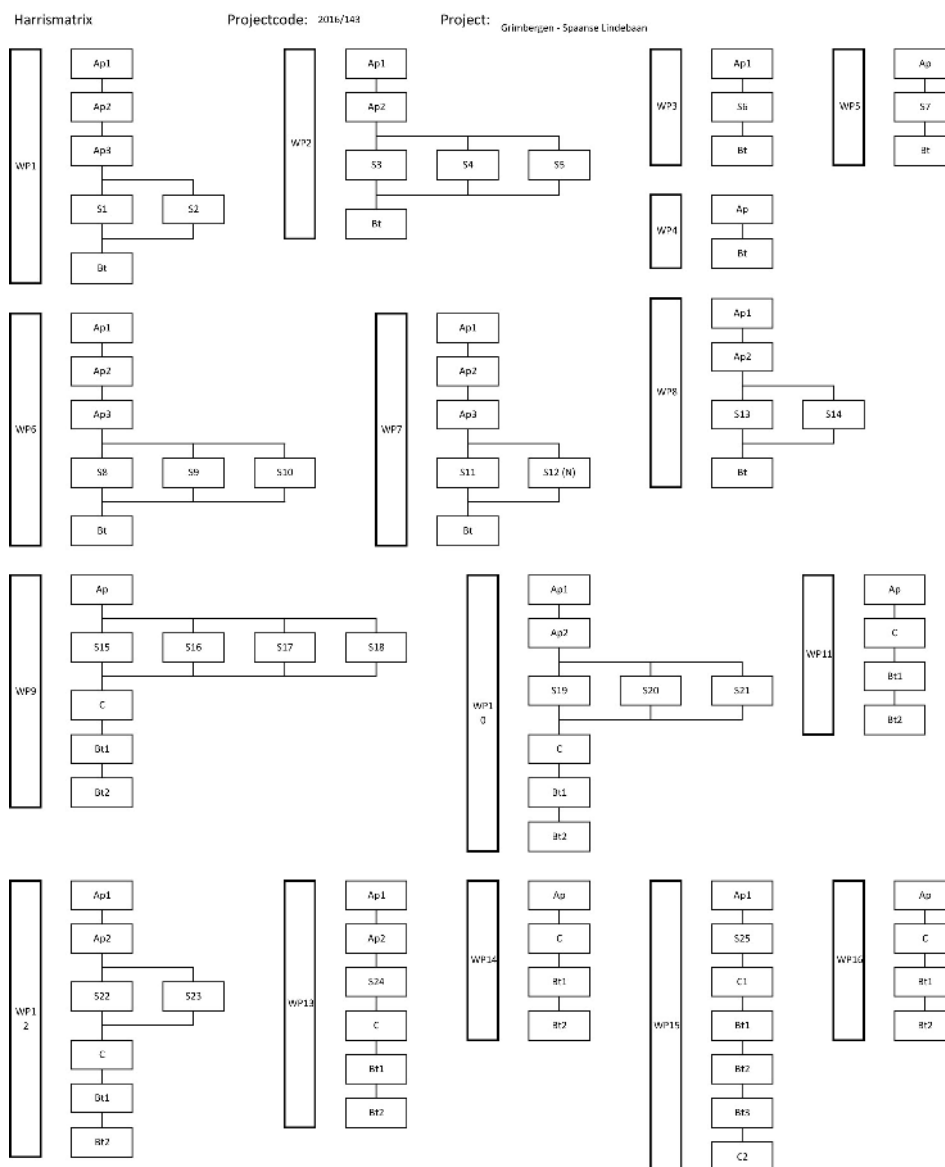 Harrismatrix Projectcode: 2016/143 Project: Grimbergen - Spaanse Lindebaan
WP1
Ap1
Ap2
Ap3
S1 S2
Bt
WP2
Ap1
Ap2
S3 S4 S5
Bt
WP3
Ap1
S6
Bt
WP5
Ap
S7
Bt
WP4
Ap
Bt
WP6
Ap1
Ap2
Ap3
S8 S9 S10
Bt
WP7
Ap1
Ap2
Ap3
S11 S12 (N)
Bt
WP8
Ap1
Ap2
S13 S14
Bt
WP9
Ap
S15 S16 S17 S18
C
Bt1
Bt2
WP1
0
Ap1
Ap2
S19 S20 S21
C
Bt1
Bt2
WP11
Ap
C
Bt1
Bt2
WP1
2
Ap1
Ap2
S22 S23
C
Bt1
Bt2
WP13
Ap1
Ap2
S24
C
Bt1
Bt2
WP14
Ap
C
Bt1
Bt2
WP15
Ap1
S25
C1
Bt1
Bt2
Bt3
C2
WP16
Ap
C
Bt1
Bt2